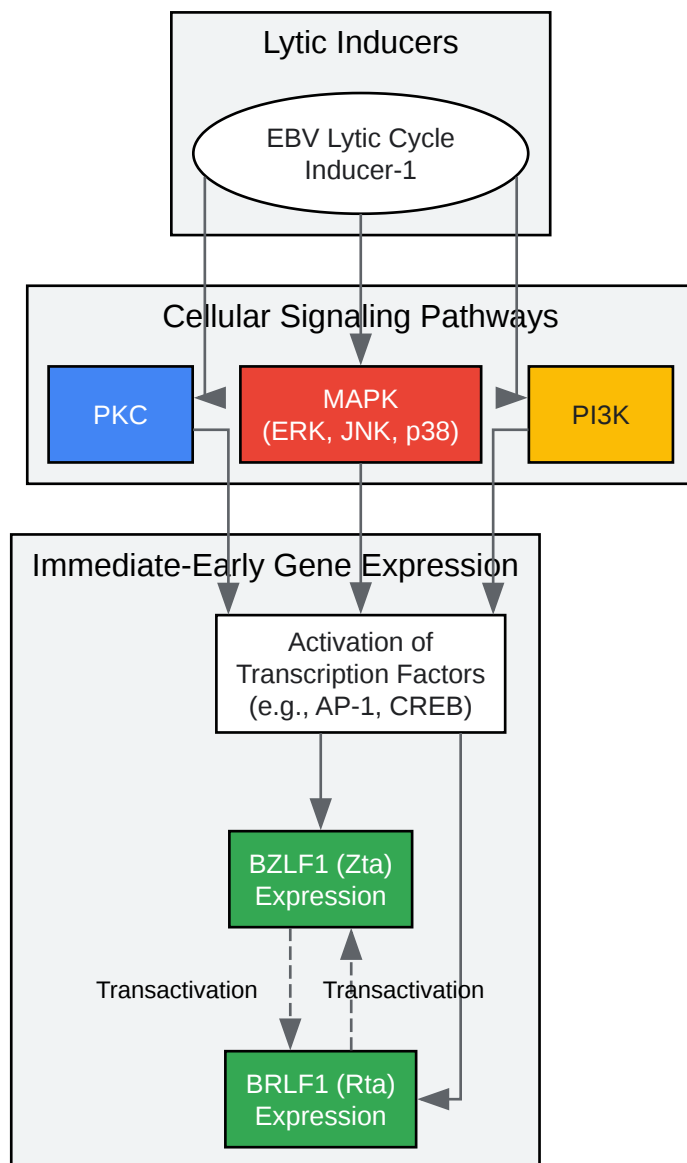 Lytic Inducers
EBV Lytic Cycle
Inducer-1
Cellular Signaling Pathways
PKC
MAPK
(ERK, JNK, p38)
PI3K
Immediate-Early Gene Expression
Activation of
Transcription Factors
(e.g., AP-1, CREB)
BZLF1 (Zta)
Expression
Transactivation
Transactivation
BRLF1 (Rta)
Expression